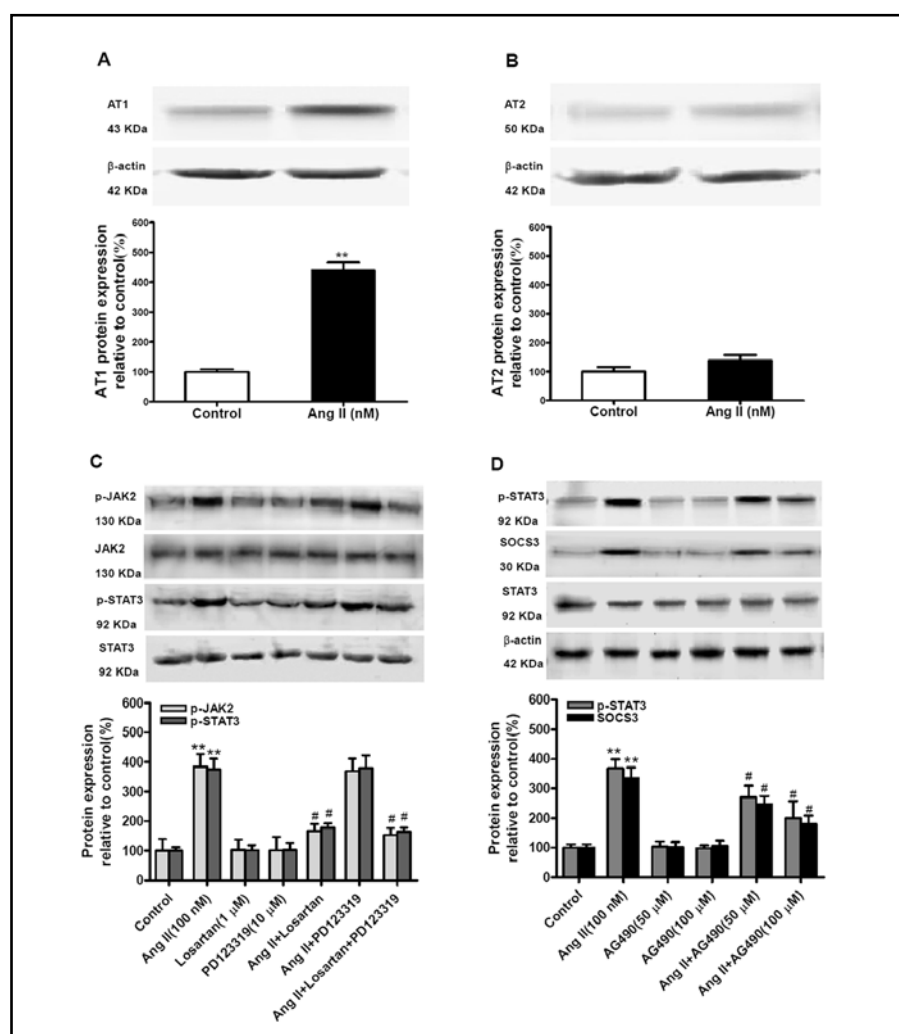 A
AT1
43 KDa
β-actin
42 KDa
AT1 protein expression
relative to control(%)
600
500
400
300
200
100
0
**
Control
Ang II (nM)
B
AT2
50 KDa
β-actin
42 KDa
AT2 protein expression
relative to control(%)
600
500
400
300
200
100
0
Control
Ang II (nM)
C
p-JAK2
130 KDa
JAK2
130 KDa
p-STAT3
92 KDa
STAT3
92 KDa
Protein expression
relative to control(%)
600
500
400
300
200
100
0
p-JAK2
p-STAT3
** **
# #
# #
Control
Ang II(100 nM)
Losartan(1 μM)
PD123319(10 μM)
Ang II+Losartan
Ang II+PD123319
Ang II+Losartan+PD123319
D
p-STAT3
92 KDa
SOCS3
30 KDa
STAT3
92 KDa
β-actin
42 KDa
Protein expression
relative to control(%)
600
500
400
300
200
100
0
p-STAT3
SOCS3
** **
# #
# #
Control
Ang II(100 nM)
AG490(50 μM)
AG490(100 μM)
Ang II+AG490(50 μM)
Ang II+AG490(100 μM)